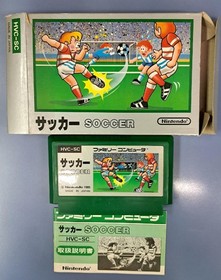 HVC-SC
サッカー SOCCER
Nintendo
HVC-SC
ファミリー コンピュータ
サッカー
SOCCER
ファミリー コンピュータ
サッカー SOCCER
HVC-SC
取扱説明書